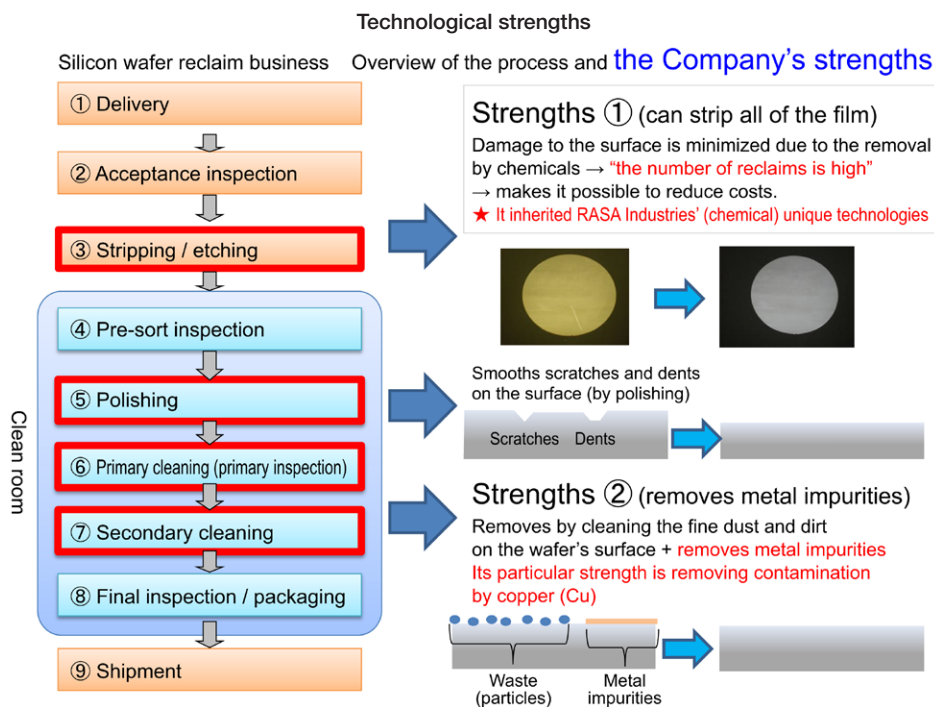 Technological strengths
Silicon wafer reclaim business
Overview of the process and the Company's strengths
① Delivery
② Acceptance inspection
③ Stripping / etching
④ Pre-sort inspection
⑤ Polishing
⑥ Primary cleaning (primary inspection)
⑦ Secondary cleaning
⑧ Final inspection / packaging
⑨ Shipment
Clean room
Strengths ① (can strip all of the film)
Damage to the surface is minimized due to the removal
by chemicals → “the number of reclaims is high”
→ makes it possible to reduce costs.
★ It inherited RASA Industries’ (chemical) unique technologies
Smooths scratches and dents
on the surface (by polishing)
Scratches
Dents
Strengths ② (removes metal impurities)
Removes by cleaning the fine dust and dirt
on the wafer’s surface + removes metal impurities
Its particular strength is removing contamination
by copper (Cu)
Waste
(particles)
Metal
impurities